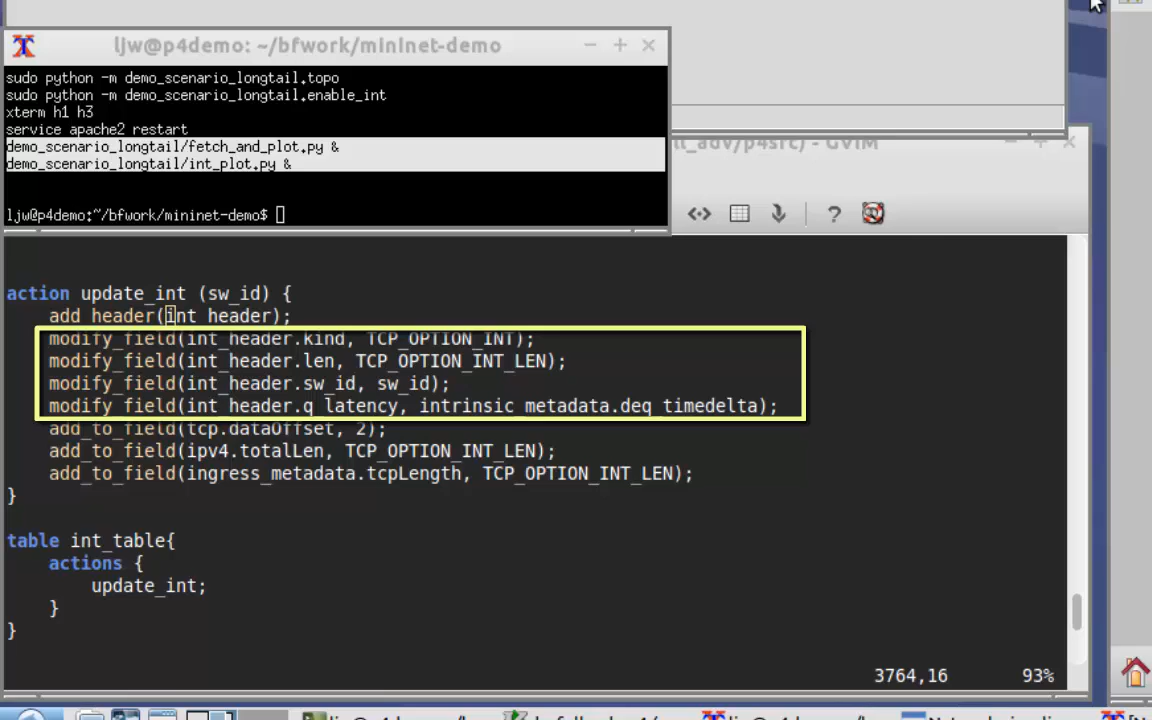 ljw@p4demo: ~/bfwork/mininet-demo
sudo python -m demo_scenario_longtail.topo
sudo python -m demo_scenario_longtail.enable_int
xterm h1 h3
service apache2 restart
demo_scenario_longtail/fetch_and_plot.py &
demo_scenario_longtail/int_plot.py &
ljw@p4demo:~/bfwork/mininet-demo$
/p4src) - GVIM
action update_int (sw_id) {
add_header(int_header);
modify_field(int_header.kind, TCP_OPTION_INT);
modify_field(int_header.len, TCP_OPTION_INT_LEN);
modify_field(int_header.sw_id, sw_id);
modify_field(int_header.q_latency, intrinsic_metadata.deq_timedelta);
add_to_field(tcp.dataOffset, 2);
add_to_field(ipv4.totalLen, TCP_OPTION_INT_LEN);
add_to_field(ingress_metadata.tcpLength, TCP_OPTION_INT_LEN);
}
table int_table{
actions {
update_int;
}
}
3764,16 93%